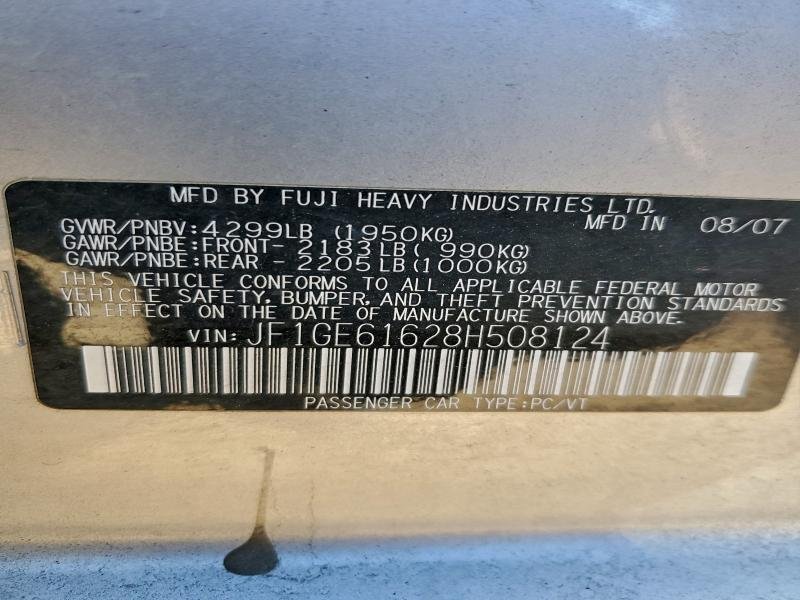 MFD BY FUJI HEAVY INDUSTRIES LTD.
GVWR/PNBV:4299LB (1950KG) MFD IN 08/07
GAWR/PNBE:FRONT- 2183LB( 990KG)
GAWR/PNBE:REAR - 2205LB(1000KG)
THIS VEHICLE CONFORMS TO ALL APPLICABLE FEDERAL MOTOR
VEHICLE SAFETY, BUMPER, AND THEFT PREVENTION STANDARDS
IN EFFECT ON THE DATE OF MANUFACTURE SHOWN ABOVE.
VIN: JF1GE61628H508124
PASSENGER CAR TYPE:PC/VT